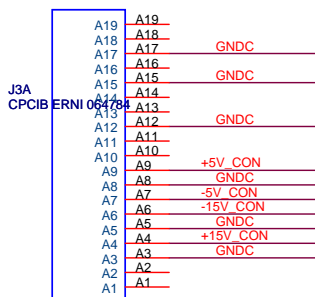 A19 A19
A18 A18
A17 A17 GNDC
A16 A16
J3A
A15 A15 GNDC
A14 A14
CPCIB ERNI 064784
A13 A13
A12 A12 GNDC
A11 A11
A10 A10
A9 A9 +5V_CON
A8 A8 GNDC
A7 A7 -5V_CON
A6 A6 -15V_CON
A5 A5 GNDC
A4 A4 +15V_CON
A3 A3 GNDC
A2 A2
A1 A1